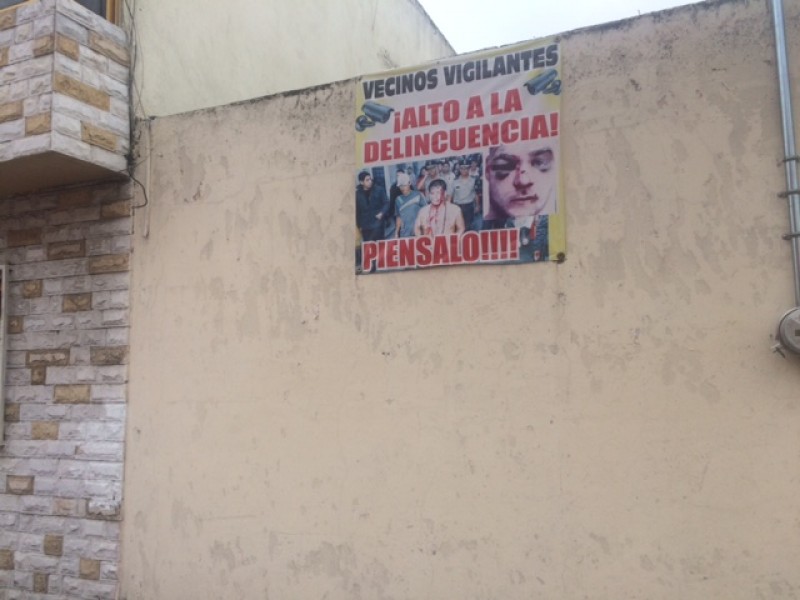 VECINOS VIGILANTES
¡ALTO A LA
DELINCUENCIA!
PIENSALO!!!!